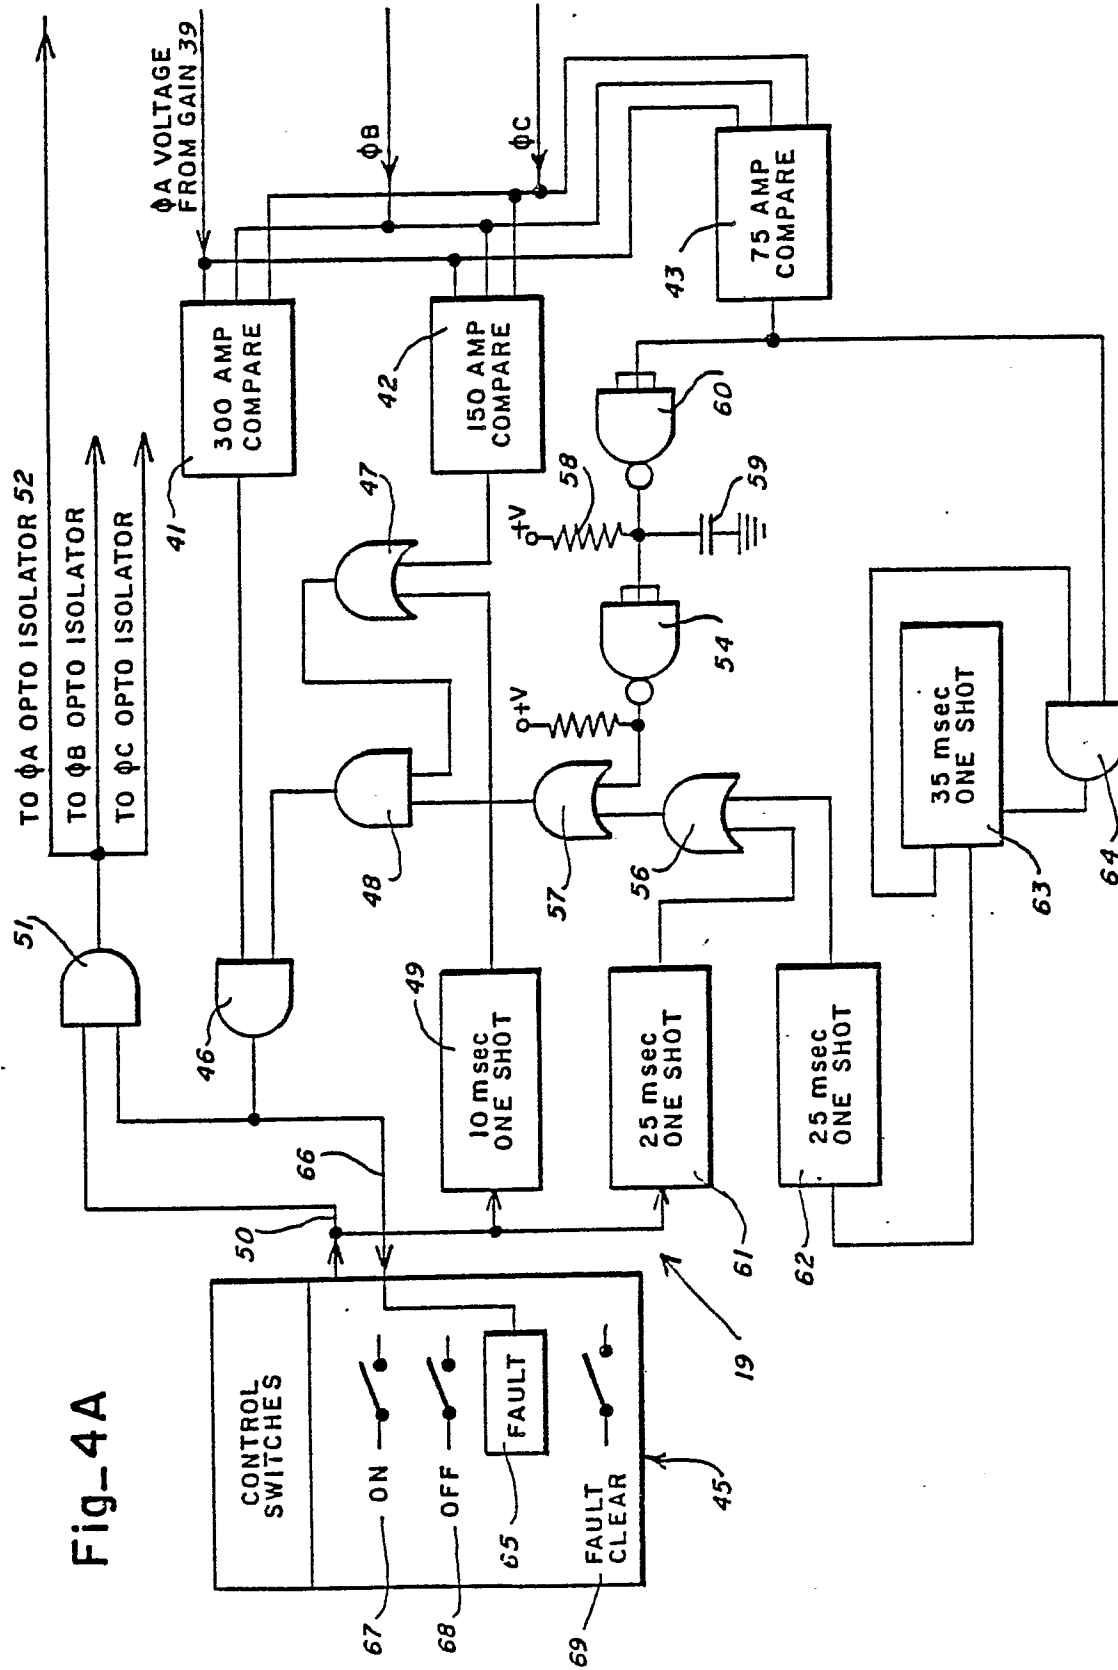 TO ϕA OPTO ISOLATOR 52
TO ϕB OPTO ISOLATOR
TO ϕC OPTO ISOLATOR
ϕA VOLTAGE
FROM GAIN 39
ϕB
ϕC
51
41
300 AMP
COMPARE
46
47
42
150 AMP
COMPARE
48
43
75 AMP
COMPARE
66
50
49
10 msec
ONE SHOT
+V
+V
58
59
60
54
57
56
61
25 msec
ONE SHOT
62
25 msec
ONE SHOT
63
35 msec
ONE SHOT
64
19
CONTROL
SWITCHES
67
ON
68
OFF
65
FAULT
69
FAULT
CLEAR
45
Fig_4A